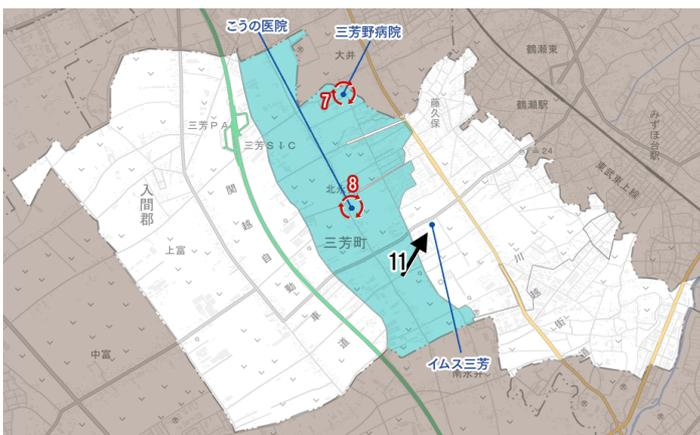 こうの医院
三芳野病院
大井
鶴瀬東
7
藤久保
鶴瀬駅
三芳PA
三芳SIC
みずほ台駅
24
東武東上線
8
入間郡
関越自動車道
三芳町
上富
11
川越街道
中富
イムス三芳
南永井